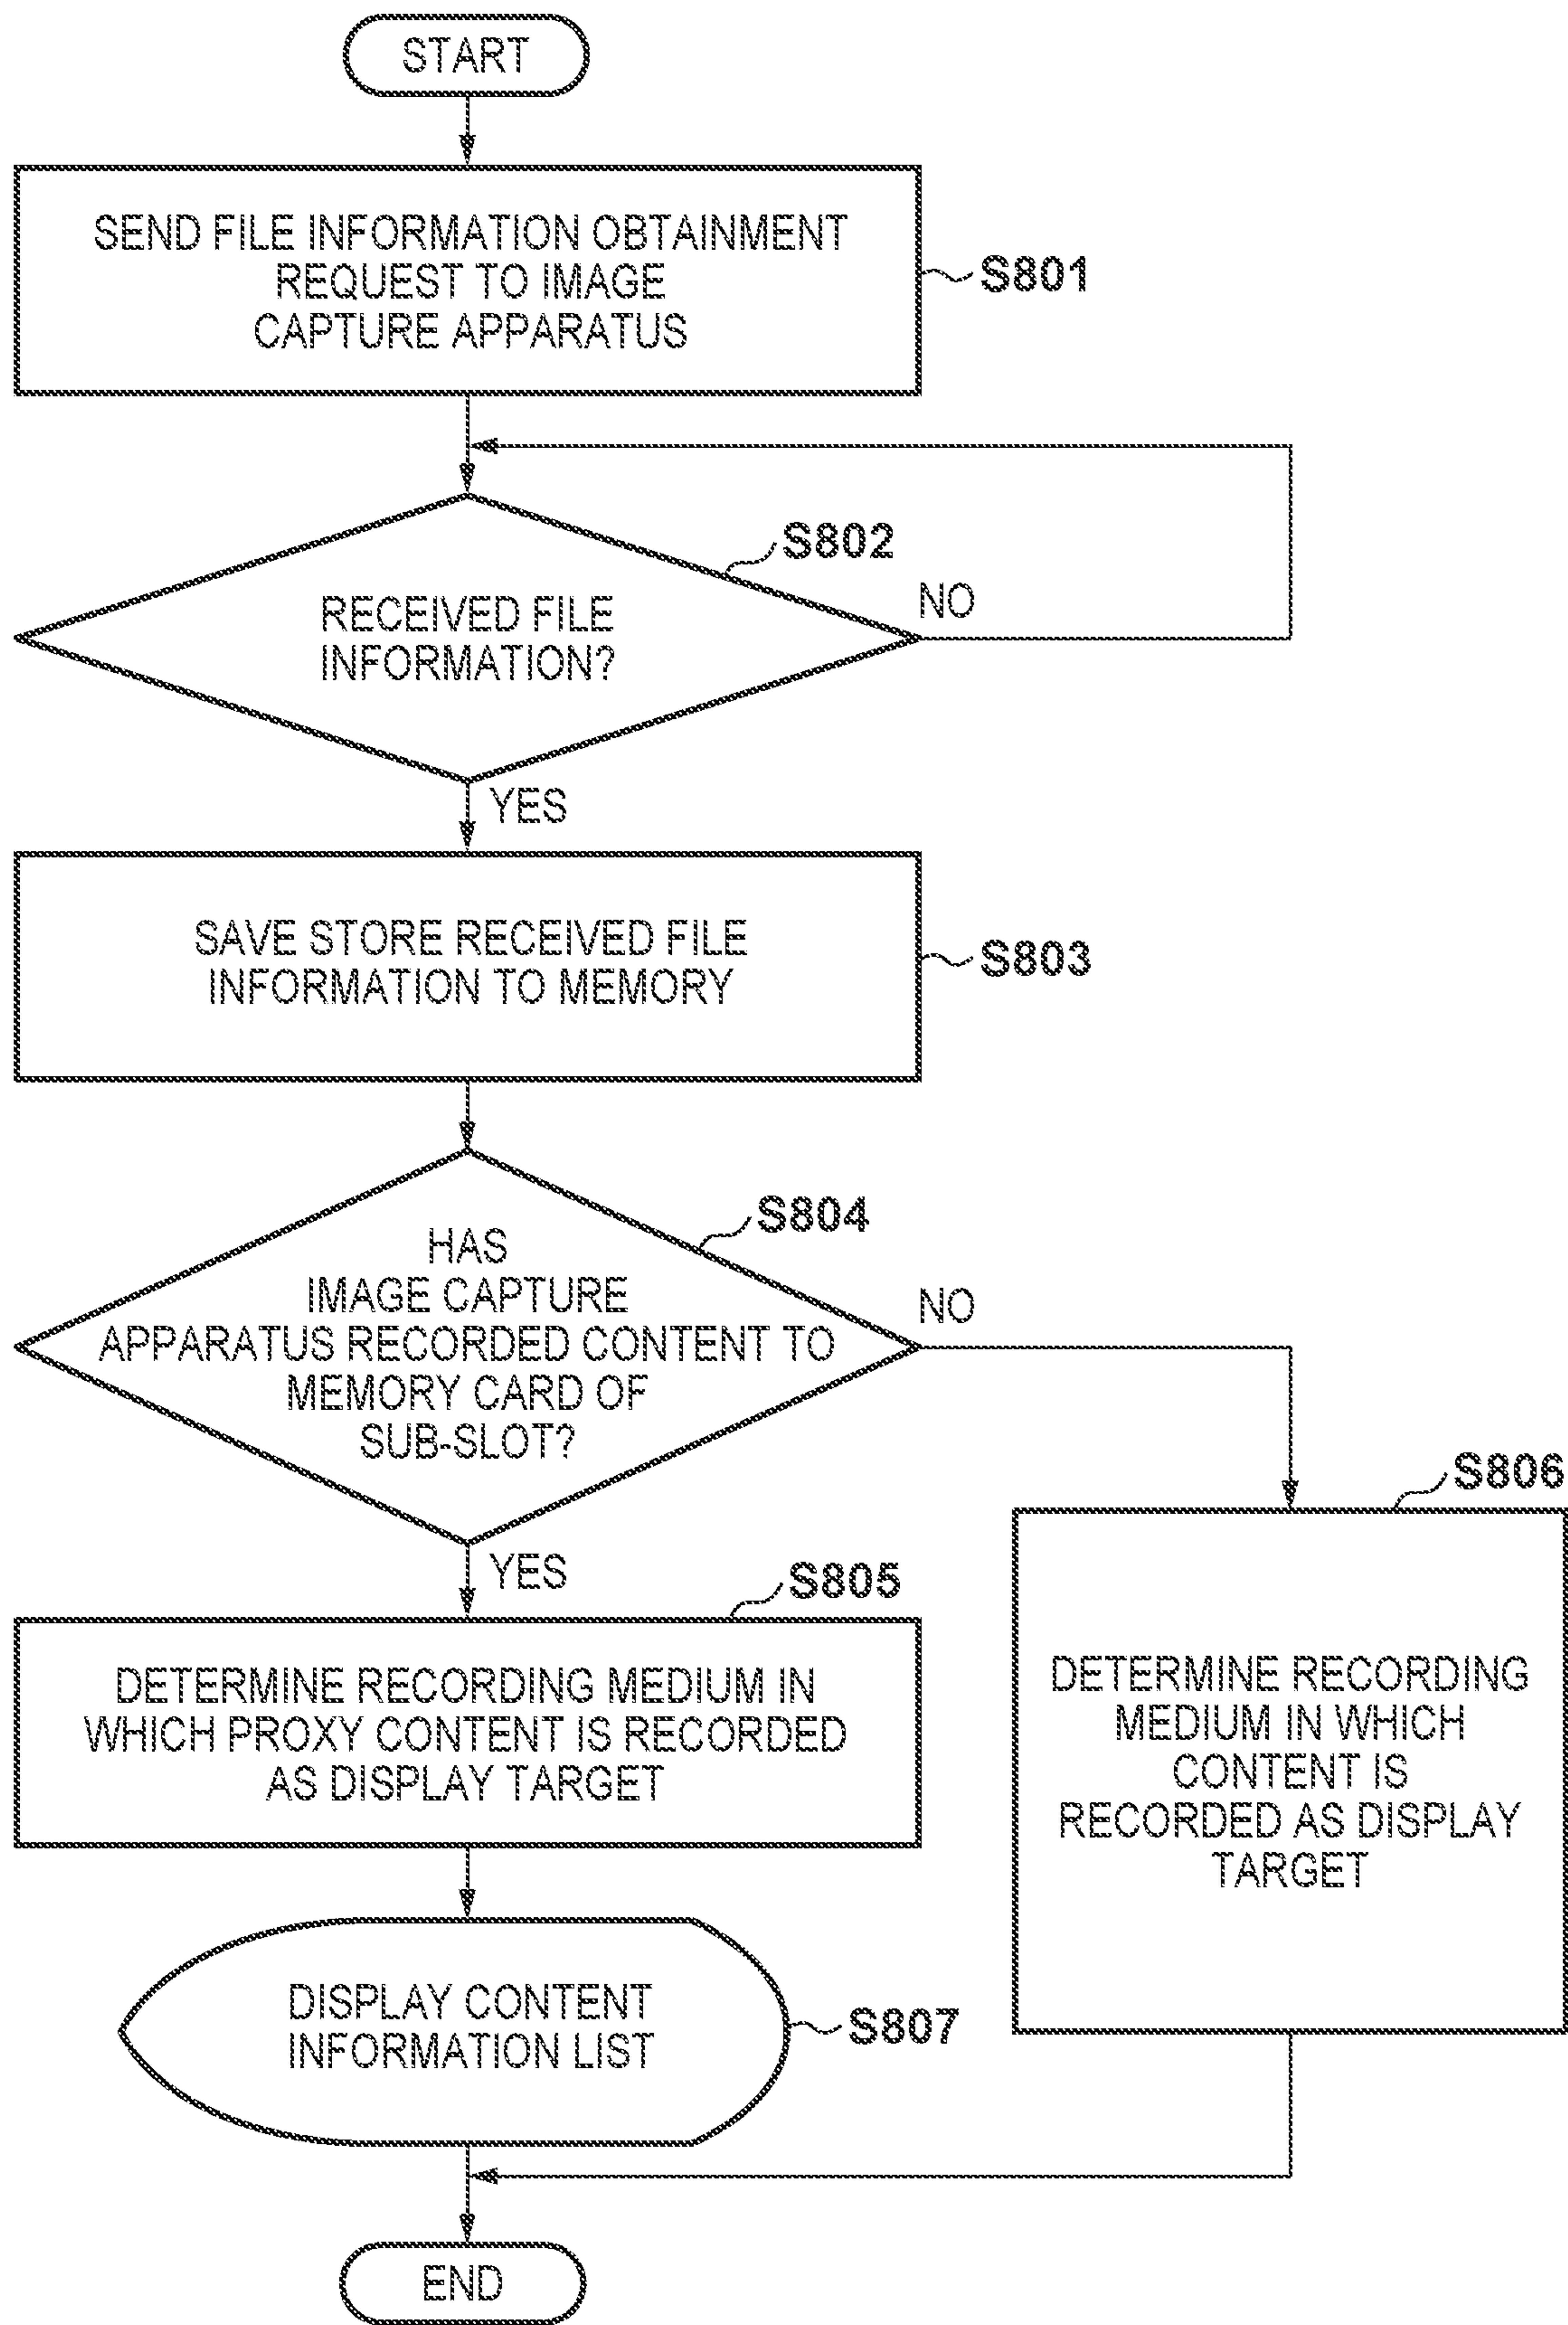 START
SEND FILE INFORMATION OBTAINMENT
REQUEST TO IMAGE
CAPTURE APPARATUS
S801
S802
RECEIVED FILE
INFORMATION?
NO
YES
SAVE STORE RECEIVED FILE
INFORMATION TO MEMORY
S803
S804
HAS
IMAGE CAPTURE
APPARATUS RECORDED CONTENT TO
MEMORY CARD OF
SUB-SLOT?
NO
YES
S805
DETERMINE RECORDING MEDIUM IN
WHICH PROXY CONTENT IS RECORDED
AS DISPLAY TARGET
S806
DETERMINE RECORDING
MEDIUM IN WHICH
CONTENT IS
RECORDED AS DISPLAY
TARGET
DISPLAY CONTENT
INFORMATION LIST
S807
END